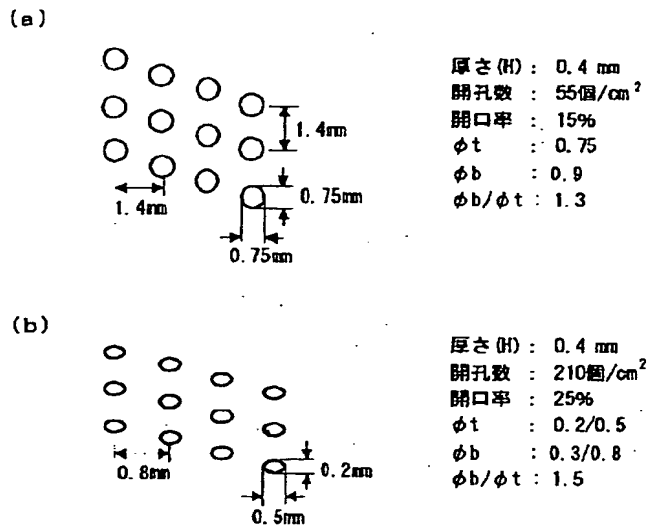 (a)
厚さ(H) : 0.4 mm
開孔数 : 55個/cm²
開口率 : 15%
φt : 0.75
φb : 0.9
φb/φt : 1.3
1.4mm
1.4mm
0.75mm
0.75mm
(b)
厚さ(H) : 0.4 mm
開孔数 : 210個/cm²
開口率 : 25%
φt : 0.2/0.5
φb : 0.3/0.8
φb/φt : 1.5
0.8mm
0.2mm
0.5mm